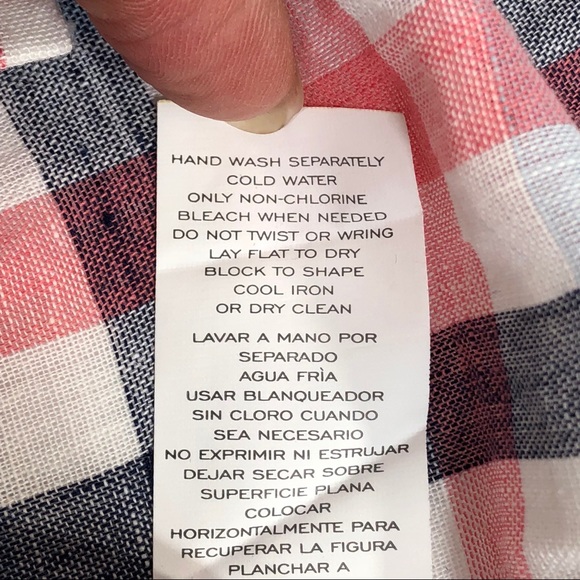 HAND WASH SEPARATELY
COLD WATER
ONLY NON-CHLORINE
BLEACH WHEN NEEDED
DO NOT TWIST OR WRING
LAY FLAT TO DRY
BLOCK TO SHAPE
COOL IRON
OR DRY CLEAN
LAVAR A MANO POR
SEPARADO
AGUA FRÌA
USAR BLANQUEADOR
SIN CLORO CUANDO
SEA NECESARIO
NO EXPRIMIR NI ESTRUJAR
DEJAR SECAR SOBRE
SUPERFICIE PLANA
COLOCAR
HORIZONTALMENTE PARA
RECUPERAR LA FIGURA
PLANCHAR A